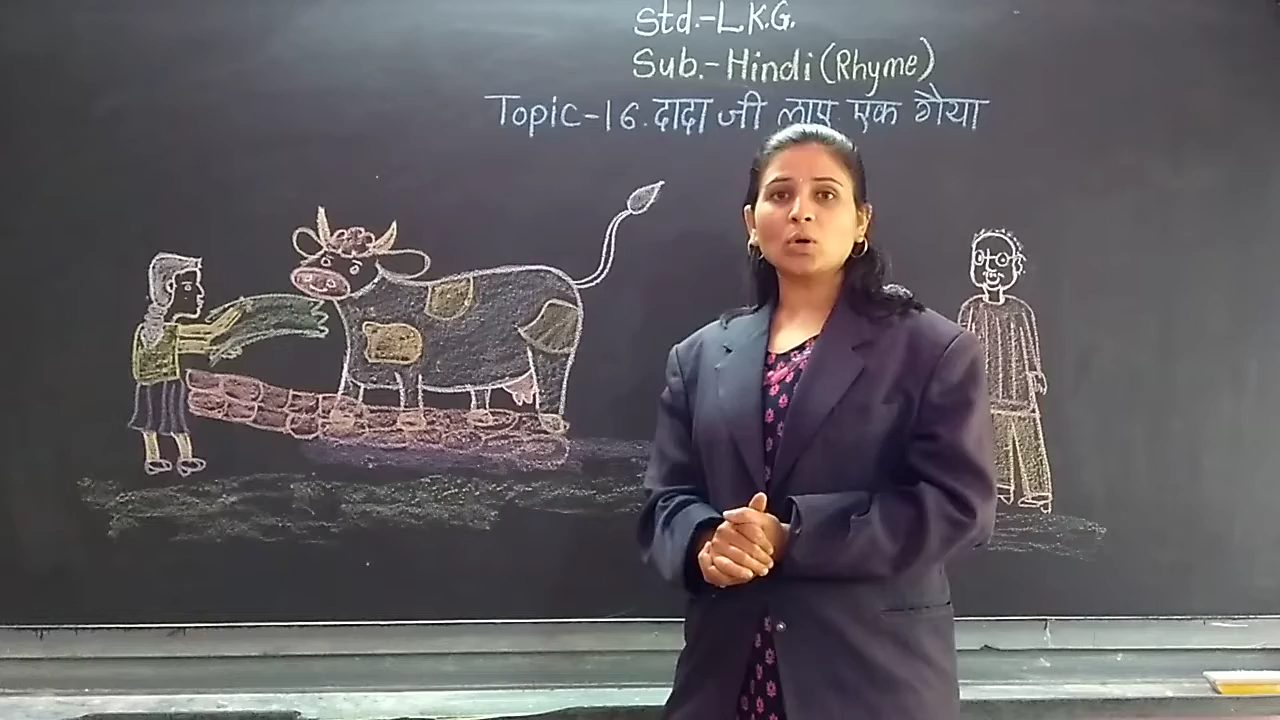 Std.-L.K.G.
Sub.-Hindi(Rhyme)
Topic-16.दादा जी लाए एक गैया